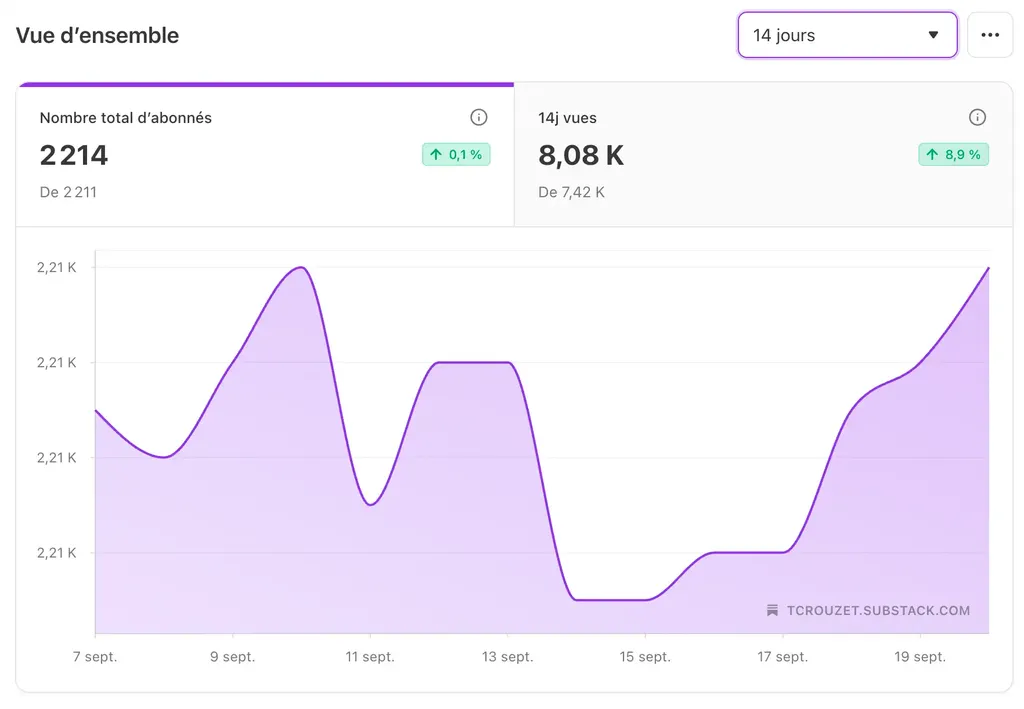 Vue d’ensemble
14 jours
Nombre total d’abonnés
2 214
0,1 %
De 2 211
14j vues
8,08 K
8,9 %
De 7,42 K
2,21 K
2,21 K
2,21 K
2,21 K
TCROUZET.SUBSTACK.COM
7 sept.
9 sept.
11 sept.
13 sept.
15 sept.
17 sept.
19 sept.